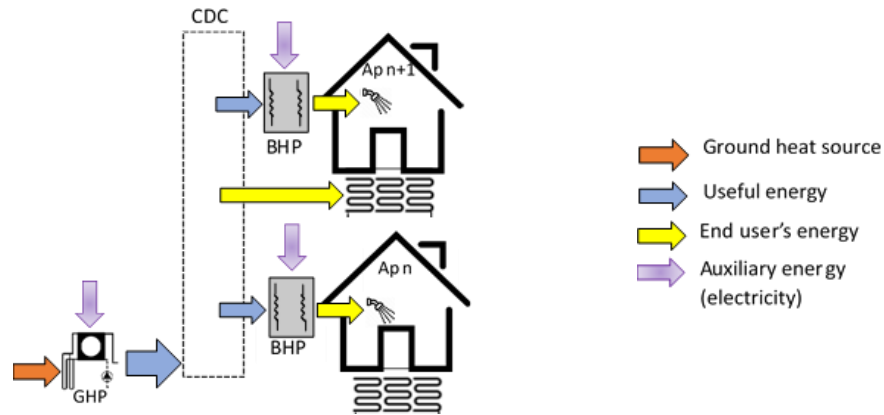 CDC
Ap n+1
BHP
Ap n
BHP
GHP
Ground heat source
Useful energy
End user's energy
Auxiliary energy
(electricity)